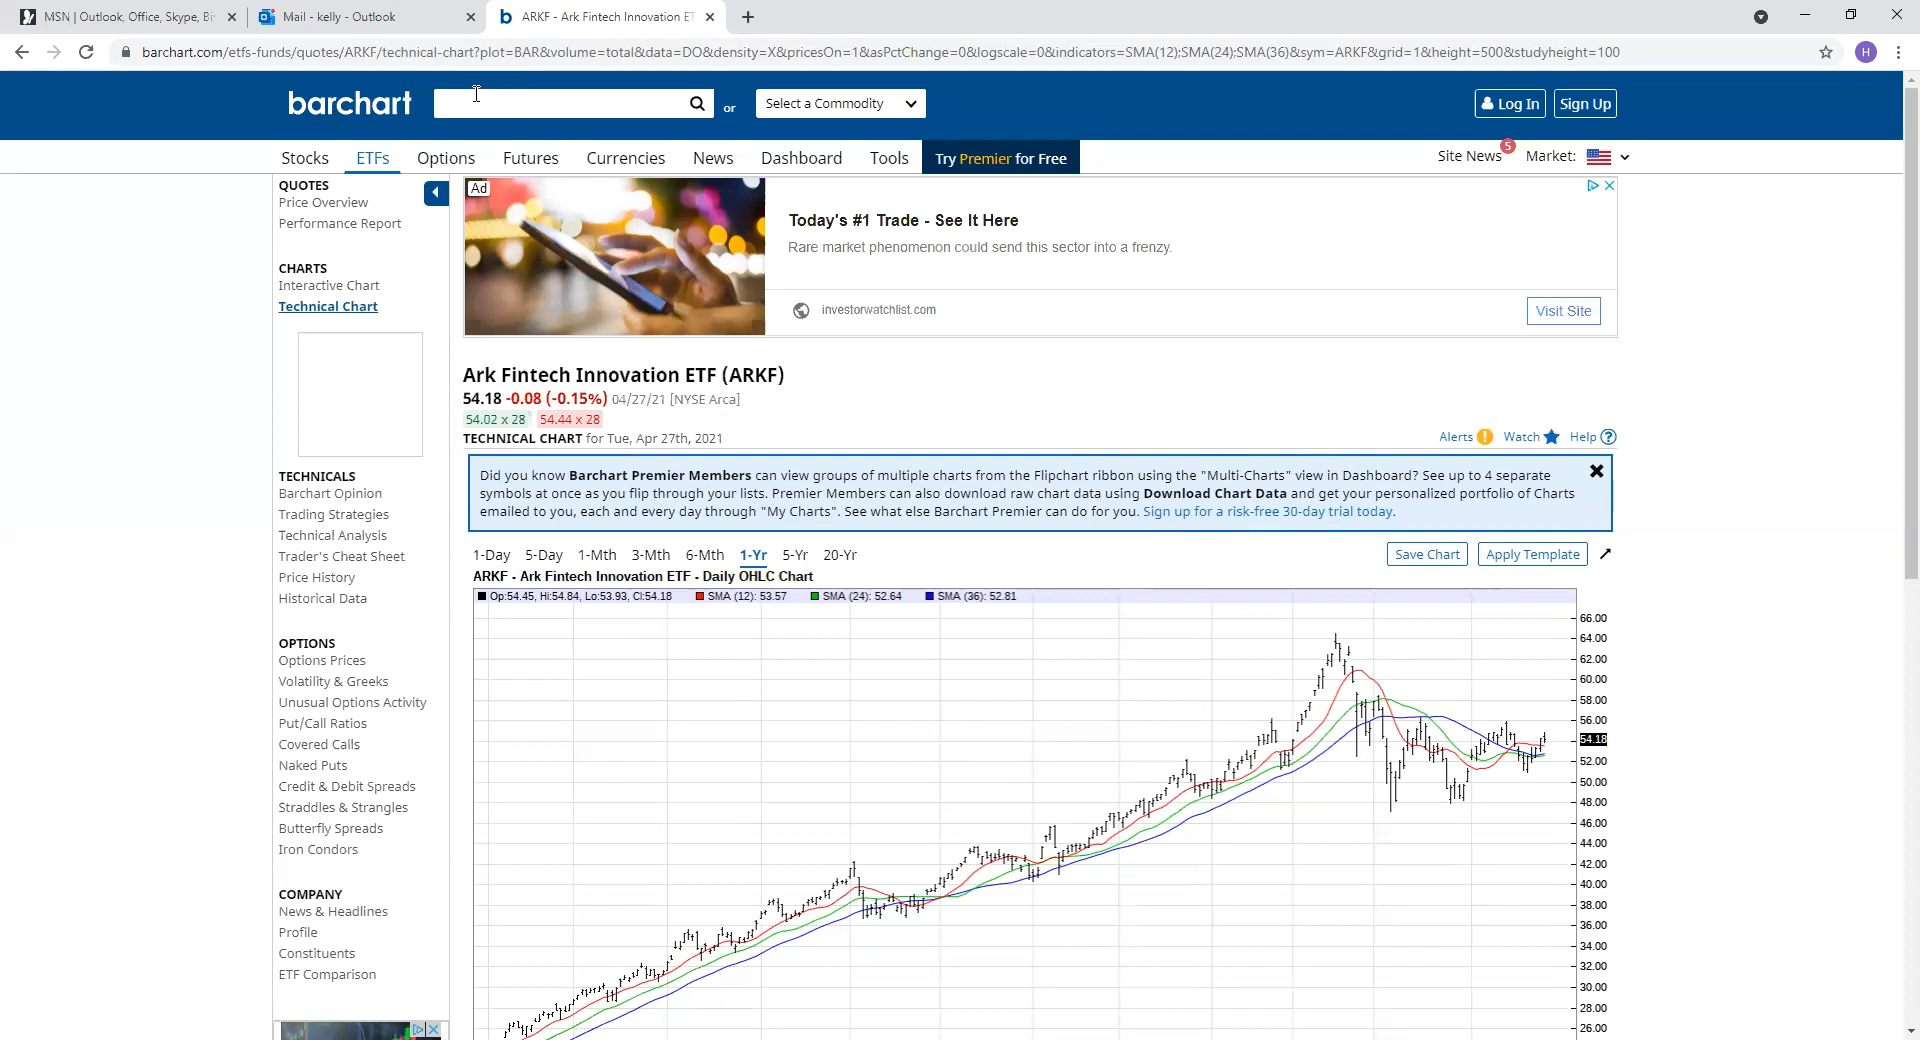 MSN | Outlook, Office, Skype, Bi
Mail - kelly - Outlook
ARKF - Ark Fintech Innovation ET
barchart.com/etfs-funds/quotes/ARKF/technical-chart?plot=BAR&volume=total&data=DO&density=X&pricesOn=1&asPctChange=0&logscale=0&indicators=SMA(12);SMA(24);SMA(36)&sym=ARKF&grid=1&height=500&studyheight=100
H
barchart
or
Select a Commodity
Log In
Sign Up
Stocks ETFs Options Futures Currencies News Dashboard Tools Try Premier for Free
Site News 5 Market:
QUOTES
Price Overview
Performance Report
CHARTS
Interactive Chart
Technical Chart
TECHNICALS
Barchart Opinion
Trading Strategies
Technical Analysis
Trader's Cheat Sheet
Price History
Historical Data
OPTIONS
Options Prices
Volatility & Greeks
Unusual Options Activity
Put/Call Ratios
Covered Calls
Naked Puts
Credit & Debit Spreads
Straddles & Strangles
Butterfly Spreads
Iron Condors
COMPANY
News & Headlines
Profile
Constituents
ETF Comparison
Ad
Today's #1 Trade - See It Here
Rare market phenomenon could send this sector into a frenzy.
investorwatchlist.com
Visit Site
Ark Fintech Innovation ETF (ARKF)
54.18 -0.08 (-0.15%) 04/27/21 [NYSE Arca]
54.02 x 28 54.44 x 28
TECHNICAL CHART for Tue, Apr 27th, 2021
Alerts Watch Help
Did you know Barchart Premier Members can view groups of multiple charts from the Flipchart ribbon using the "Multi-Charts" view in Dashboard? See up to 4 separate
symbols at once as you flip through your lists. Premier Members can also download raw chart data using Download Chart Data and get your personalized portfolio of Charts
emailed to you, each and every day through "My Charts". See what else Barchart Premier can do for you. Sign up for a risk-free 30-day trial today.
1-Day 5-Day 1-Mth 3-Mth 6-Mth 1-Yr 5-Yr 20-Yr
Save Chart
Apply Template
ARKF - Ark Fintech Innovation ETF - Daily OHLC Chart
Op:54.45, Hi:54.84, Lo:53.93, Cl:54.18 SMA (12): 53.57 SMA (24): 52.64 SMA (36): 52.81
66.00
64.00
62.00
60.00
58.00
56.00
54.18
52.00
50.00
48.00
46.00
44.00
42.00
40.00
38.00
36.00
34.00
32.00
30.00
28.00
26.00